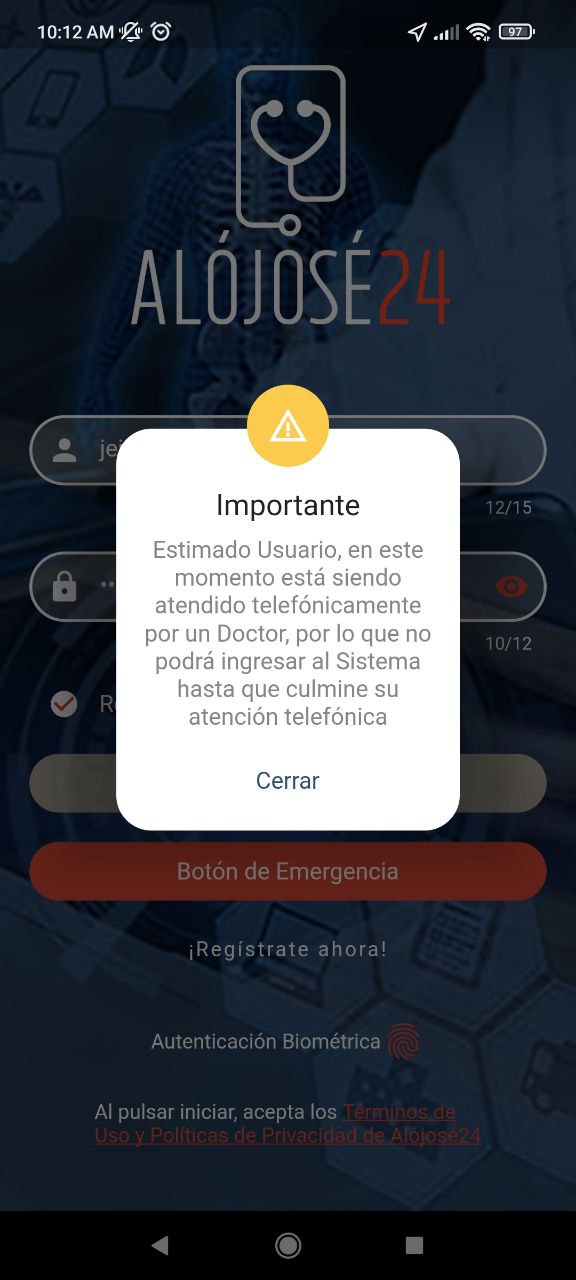 10:12 AM
97
ALÓJOSÉ24
12/15
Importante
Estimado Usuario, en este
momento está siendo
atendido telefónicamente
por un Doctor, por lo que no
podrá ingresar al Sistema
hasta que culmine su
atención telefónica
10/12
Cerrar
Botón de Emergencia
¡Regístrate ahora!
Autenticación Biométrica
Al pulsar iniciar, acepta los Términos de
Uso y Políticas de Privacidad de Alójosé24